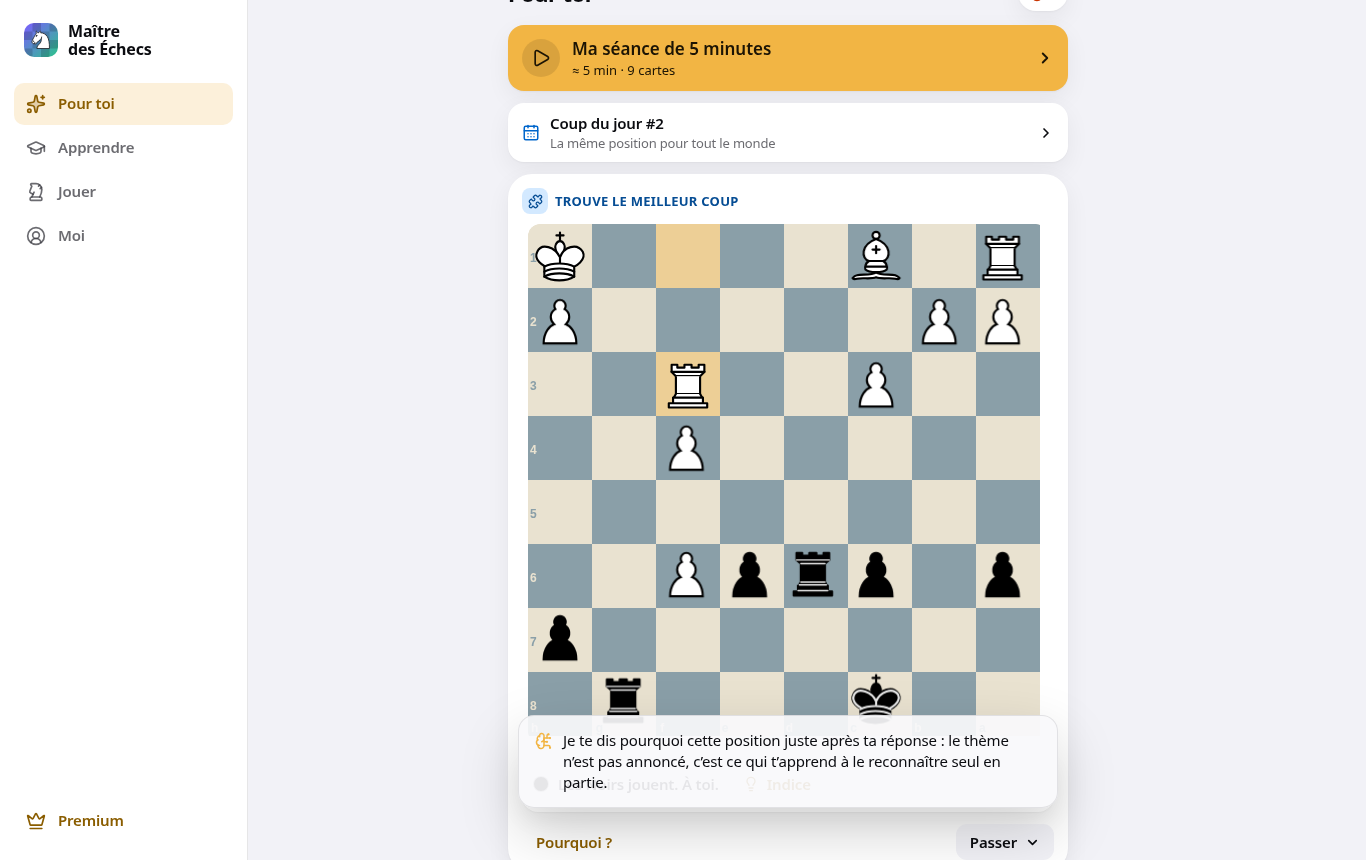 Maître
des Échecs
Pour toi
Apprendre
Jouer
Moi
Premium
Pour toi
Ma séance de 5 minutes
≈ 5 min · 9 cartes
Coup du jour #2
La même position pour tout le monde
TROUVE LE MEILLEUR COUP
1
2
3
4
5
6
7
8
Je te dis pourquoi cette position juste après ta réponse : le thème
n’est pas annoncé, c’est ce qui t’apprend à le reconnaître seul en
partie.
jouent. À toi.
Indice
Pourquoi ?
Passer